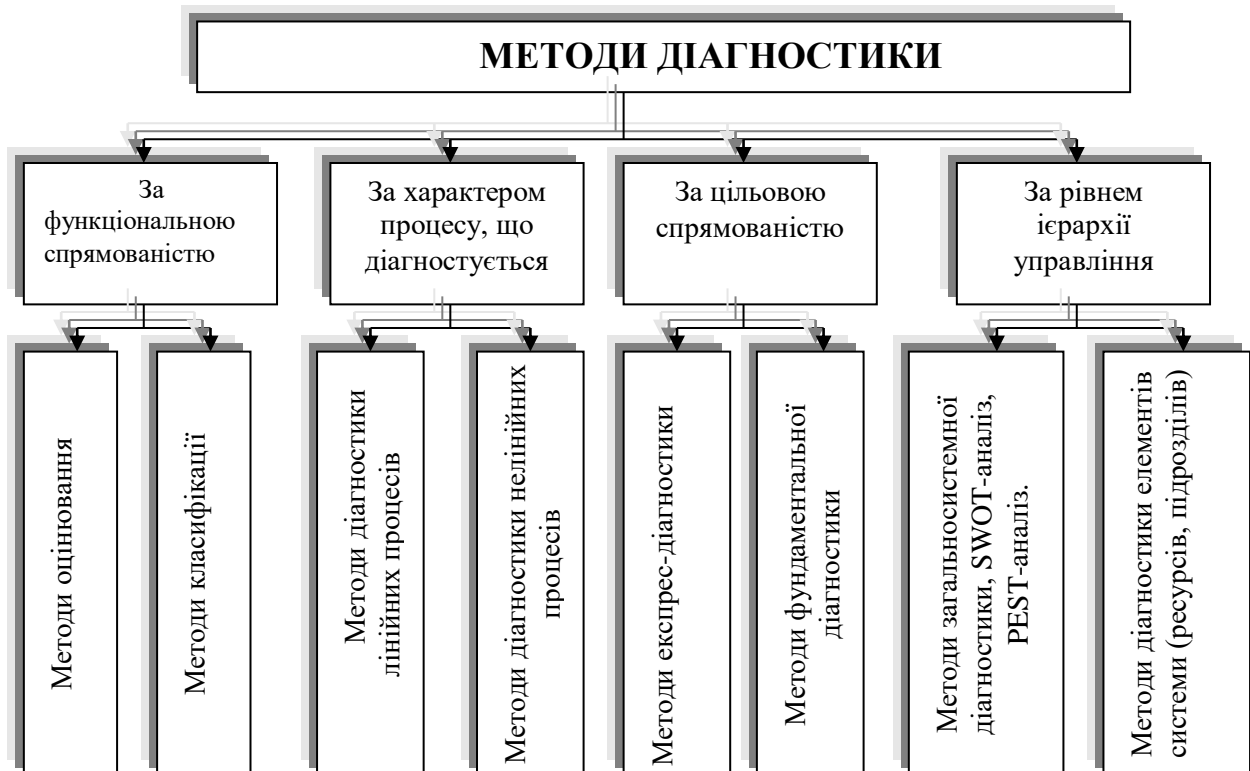 МЕТОДИ ДІАГНОСТИКИ
За
функціональною
спрямованістю
За характером
процесу, що
діагностується
За цільовою
спрямованістю
За рівнем
ієрархії
управління
Методи оцінювання
Методи класифікації
Методи діагностики
лінійних процесів
Методи діагностики нелінійних
процесів
Методи експрес-діагностики
Методи фундаментальної
діагностики
Методи загальносистемної
діагностики, SWOT-аналіз,
PEST-аналіз.
Методи діагностики елементів
системи (ресурсів, підрозділів)